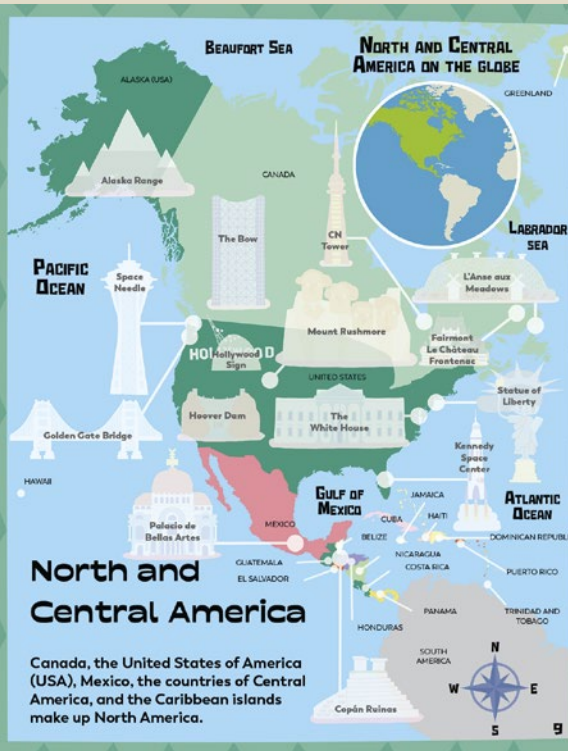 BEAUFORT SEA
NORTH AND CENTRAL
AMERICA ON THE GLOBE
ALASKA (USA)
GREENLAND
Alaska Range
CANADA
The Bow
CN
Tower
LABRADOR
SEA
PACIFIC
OCEAN
Space
Needle
L'Anse aux
Meadows
Mount Rushmore
HOLLYWOOD
Hollywood
Sign
Fairmont
Le Château
Frontenac
UNITED STATES
Statue of
Liberty
Hoover Dam
The
White House
Golden Gate Bridge
Kennedy
Space
Center
HAWAII
GULF OF
MEXICO
JAMAICA
ATLANTIC
OCEAN
CUBA
HAITI
Palacio de
Bellas Artes
MEXICO
BELIZE
DOMINICAN REPUBL
NICARAGUA
GUATEMALA
COSTA RICA
PUERTO RICO
EL SALVADOR
North and
Central America
PANAMA
TRINIDAD AND
TOBAGO
HONDURAS
SOUTH
AMERICA
Canada, the United States of America
(USA), Mexico, the countries of Central
America, and the Caribbean islands
make up North America.
N
W
E
S
Copán Ruinas
9